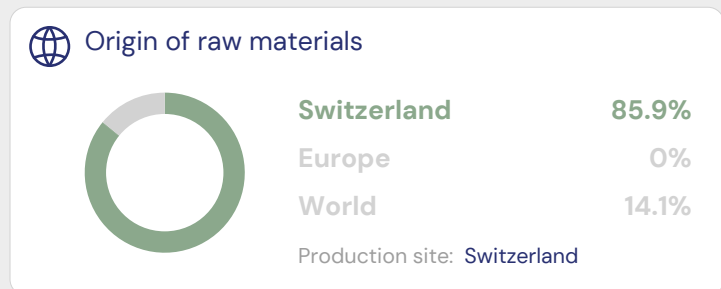 Origin of raw materials
Switzerland 85.9%
Europe 0%
World 14.1%
Production site: Switzerland